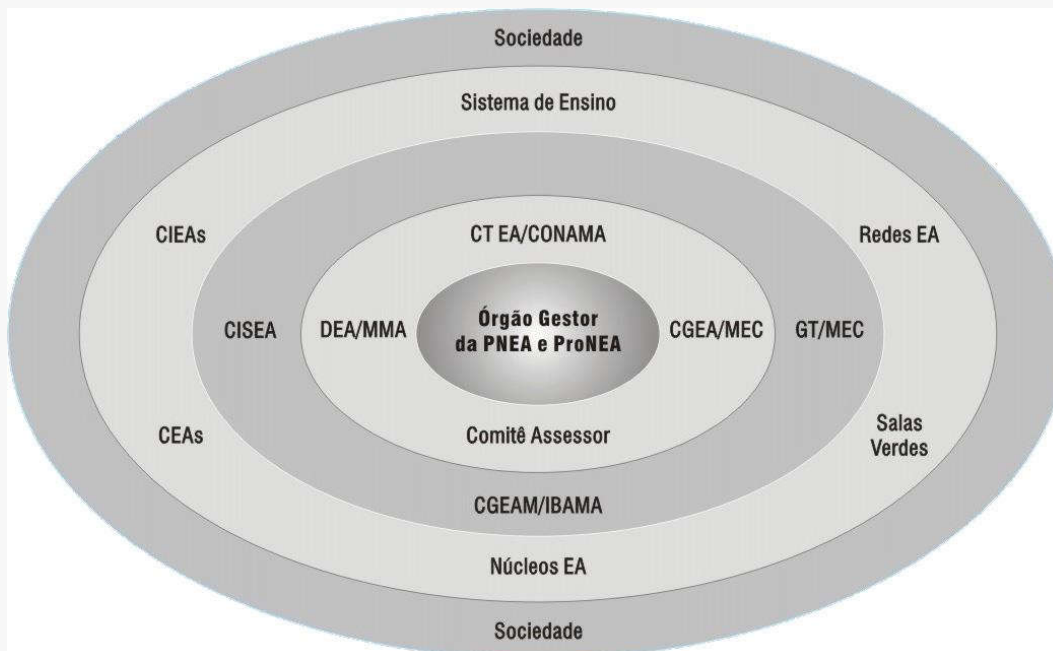 Sociedade
Sistema de Ensino
CIEAs
CT EA/CONAMA
Redes EA
CISEA
DEA/MMA
Órgão Gestor
da PNEA e ProNEA
CGEA/MEC
GT/MEC
CEAs
Comitê Assessor
Salas
Verdes
CGEAM/IBAMA
Núcleos EA
Sociedade